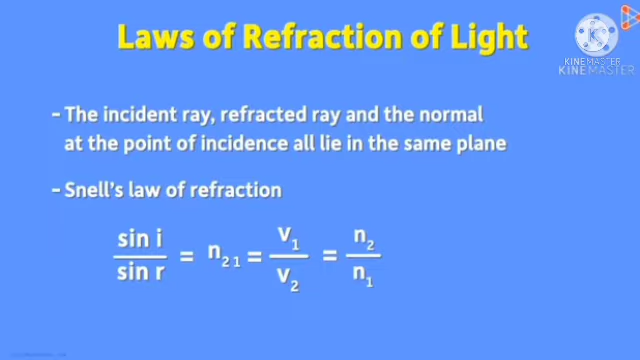 Laws of Refraction of Light
KINEMASTER
KINEMASTER
- The incident ray, refracted ray and the normal
at the point of incidence all lie in the same plane
- Snell's law of refraction
sin i / sin r = n₂₁ = v₁ / v₂ = n₂ / n₁